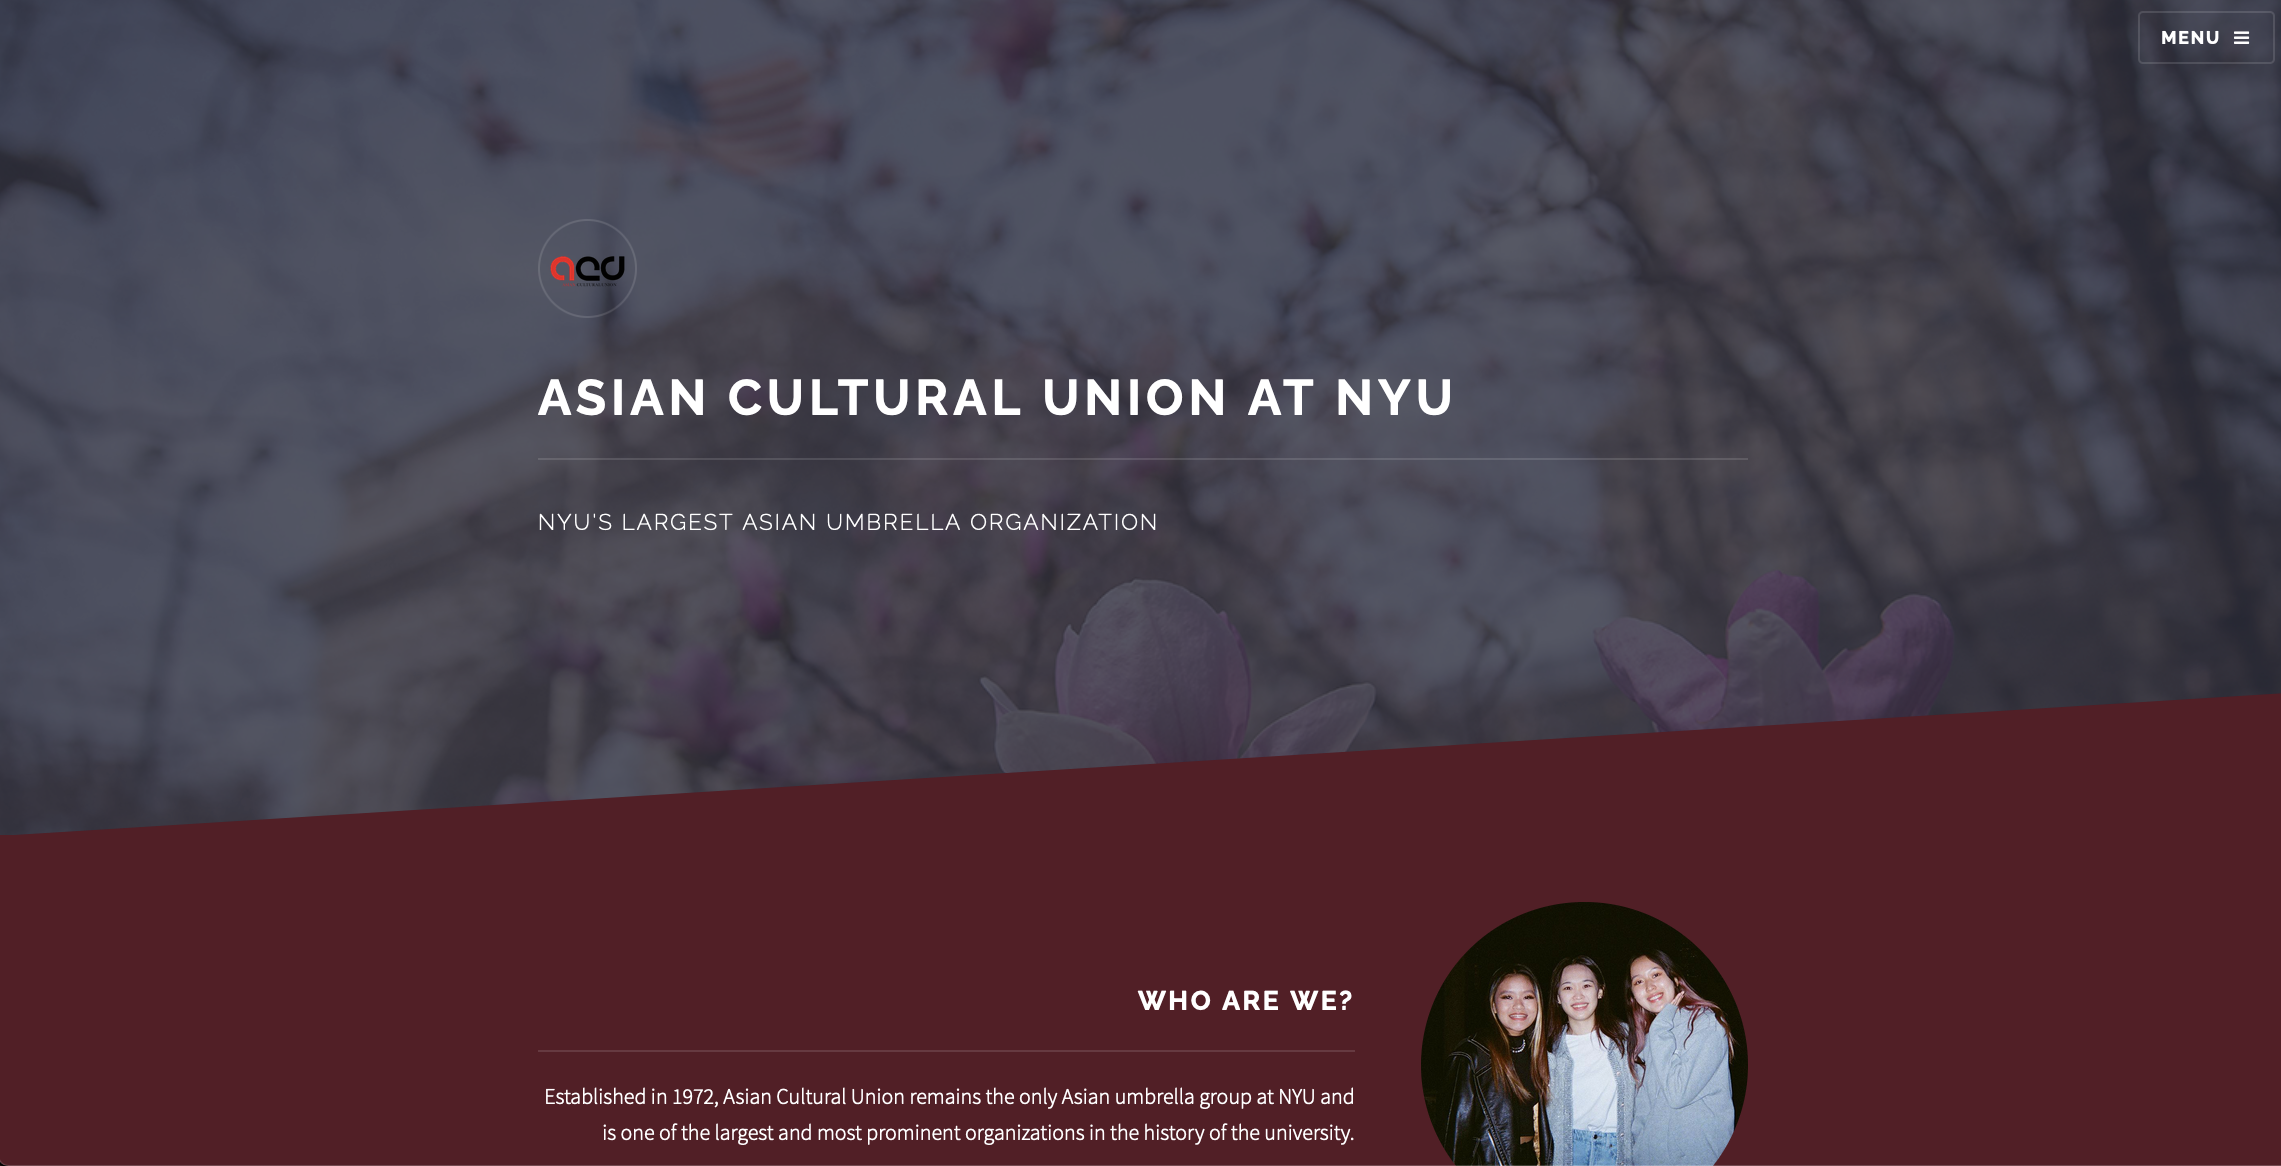 MENU
acu
ASIAN CULTURAL UNION AT NYU
NYU'S LARGEST ASIAN UMBRELLA ORGANIZATION
WHO ARE WE?
Established in 1972, Asian Cultural Union remains the only Asian umbrella group at NYU and
is one of the largest and most prominent organizations in the history of the university.